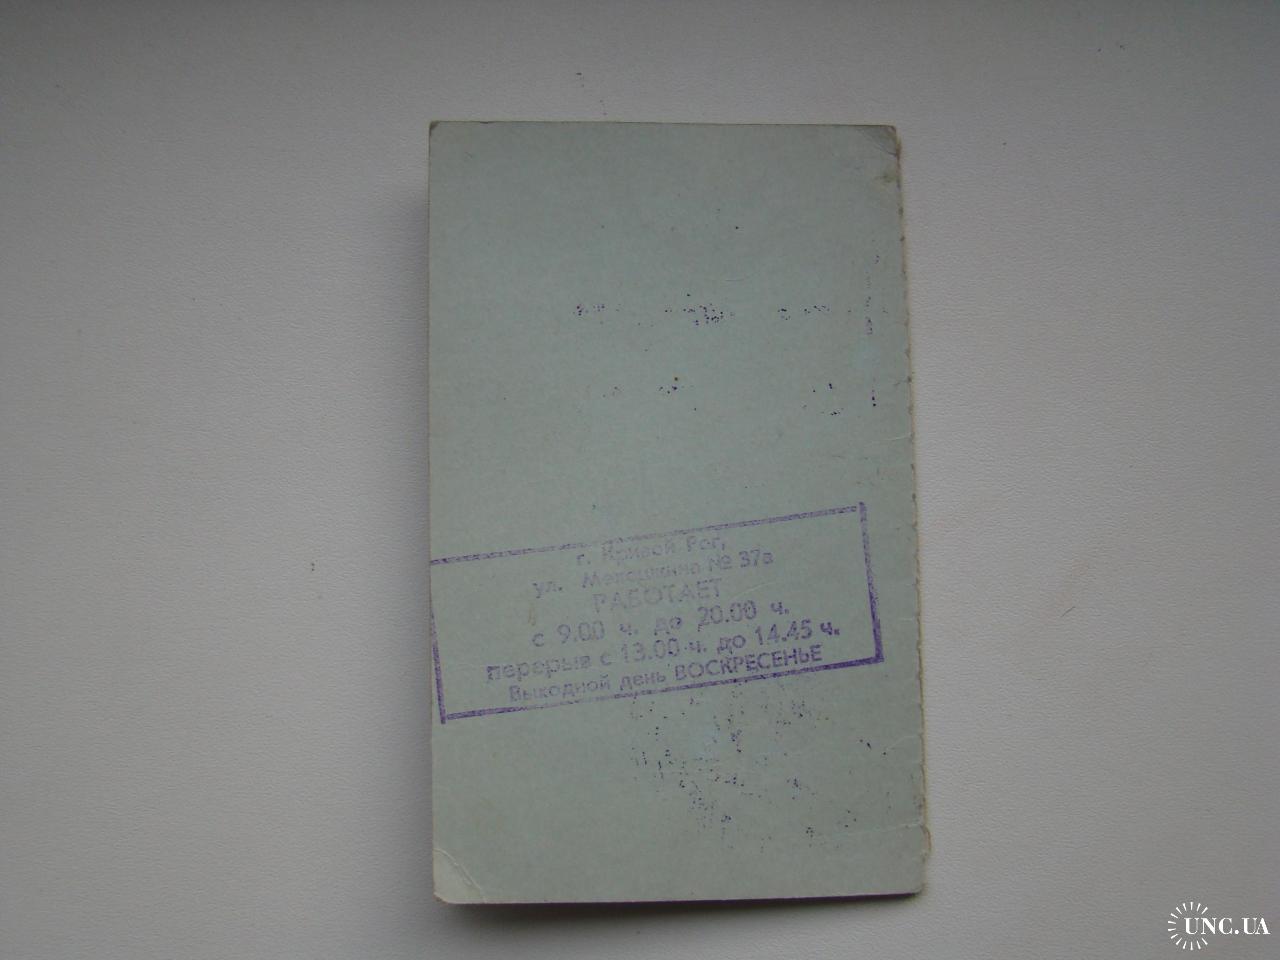 г. Кривой Рог,
ул. Мелешкина № 37а
РАБОТАЕТ
с 9.00 ч. до 20.00 ч.
перерыв с 13.00 ч. до 14.45 ч.
Выходной день ВОСКРЕСЕНЬЕ
UNC.UA